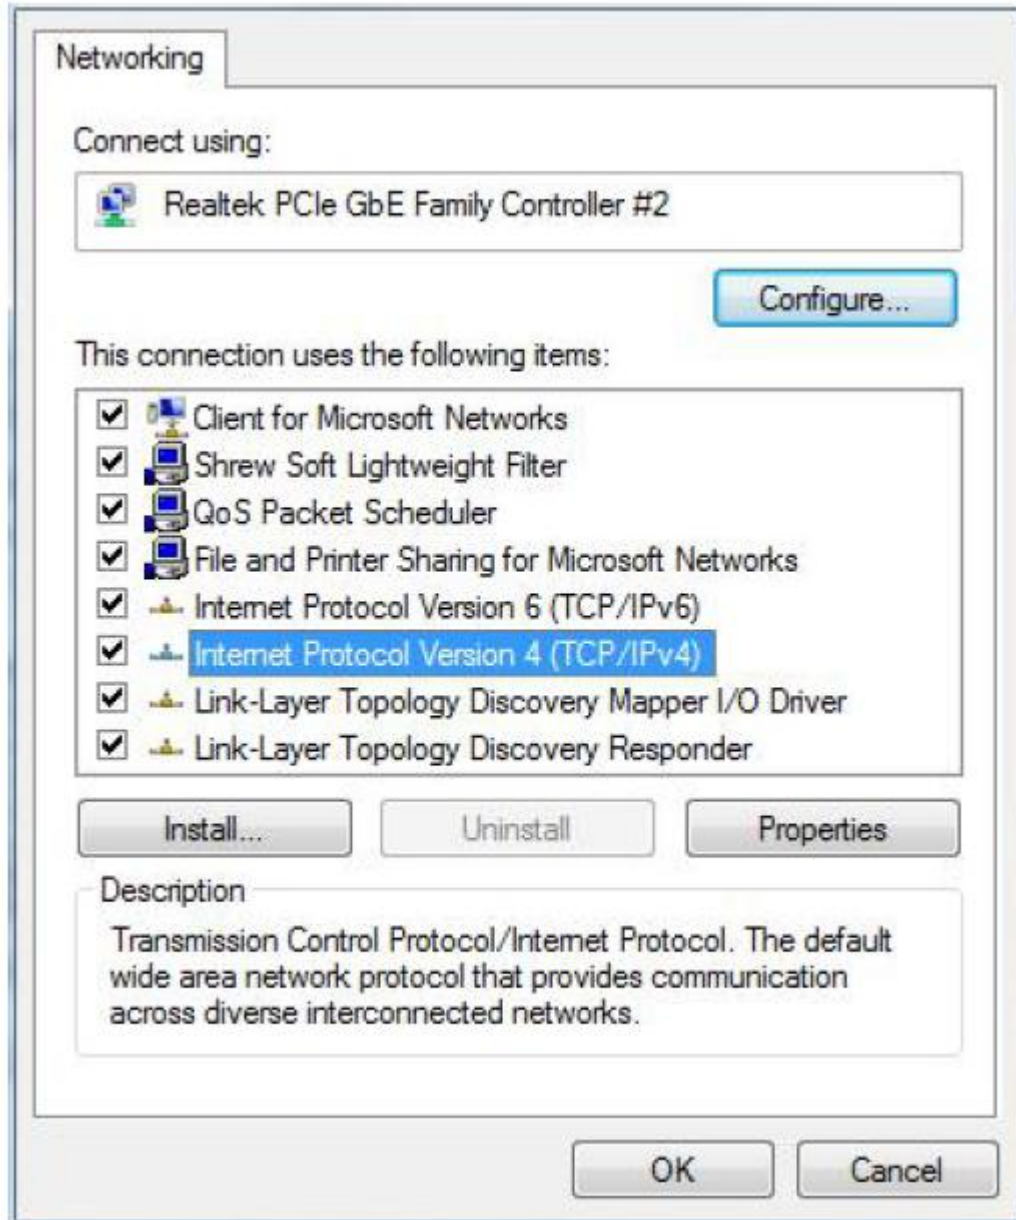 Networking
Connect using:
Realtek PCIe GbE Family Controller #2
Configure...
This connection uses the following items:
Client for Microsoft Networks
Shrew Soft Lightweight Filter
QoS Packet Scheduler
File and Printer Sharing for Microsoft Networks
Internet Protocol Version 6 (TCP/IPv6)
Internet Protocol Version 4 (TCP/IPv4)
Link-Layer Topology Discovery Mapper I/O Driver
Link-Layer Topology Discovery Responder
Install... Uninstall Properties
Description
Transmission Control Protocol/Internet Protocol. The default
wide area network protocol that provides communication
across diverse interconnected networks.
OK Cancel